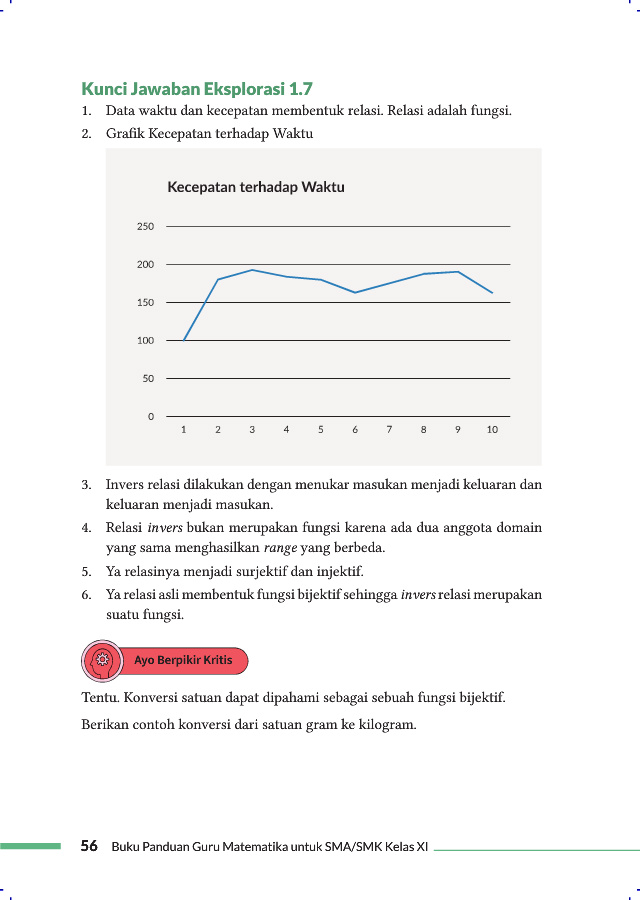 Kunci Jawaban Eksplorasi 1.7
1. Data waktu dan kecepatan membentuk relasi. Relasi adalah fungsi.
2. Grafik Kecepatan terhadap Waktu
Kecepatan terhadap Waktu
250
200
150
100
50
0
1 2 3 4 5 6 7 8 9 10
3. Invers relasi dilakukan dengan menukar masukan menjadi keluaran dan
keluaran menjadi masukan.
4. Relasi invers bukan merupakan fungsi karena ada dua anggota domain
yang sama menghasilkan range yang berbeda.
5. Ya relasinya menjadi surjektif dan injektif.
6. Ya relasi asli membentuk fungsi bijektif sehingga invers relasi merupakan
suatu fungsi.
Ayo Berpikir Kritis
Tentu. Konversi satuan dapat dipahami sebagai sebuah fungsi bijektif.
Berikan contoh konversi dari satuan gram ke kilogram.
56 Buku Panduan Guru Matematika untuk SMA/SMK Kelas XI